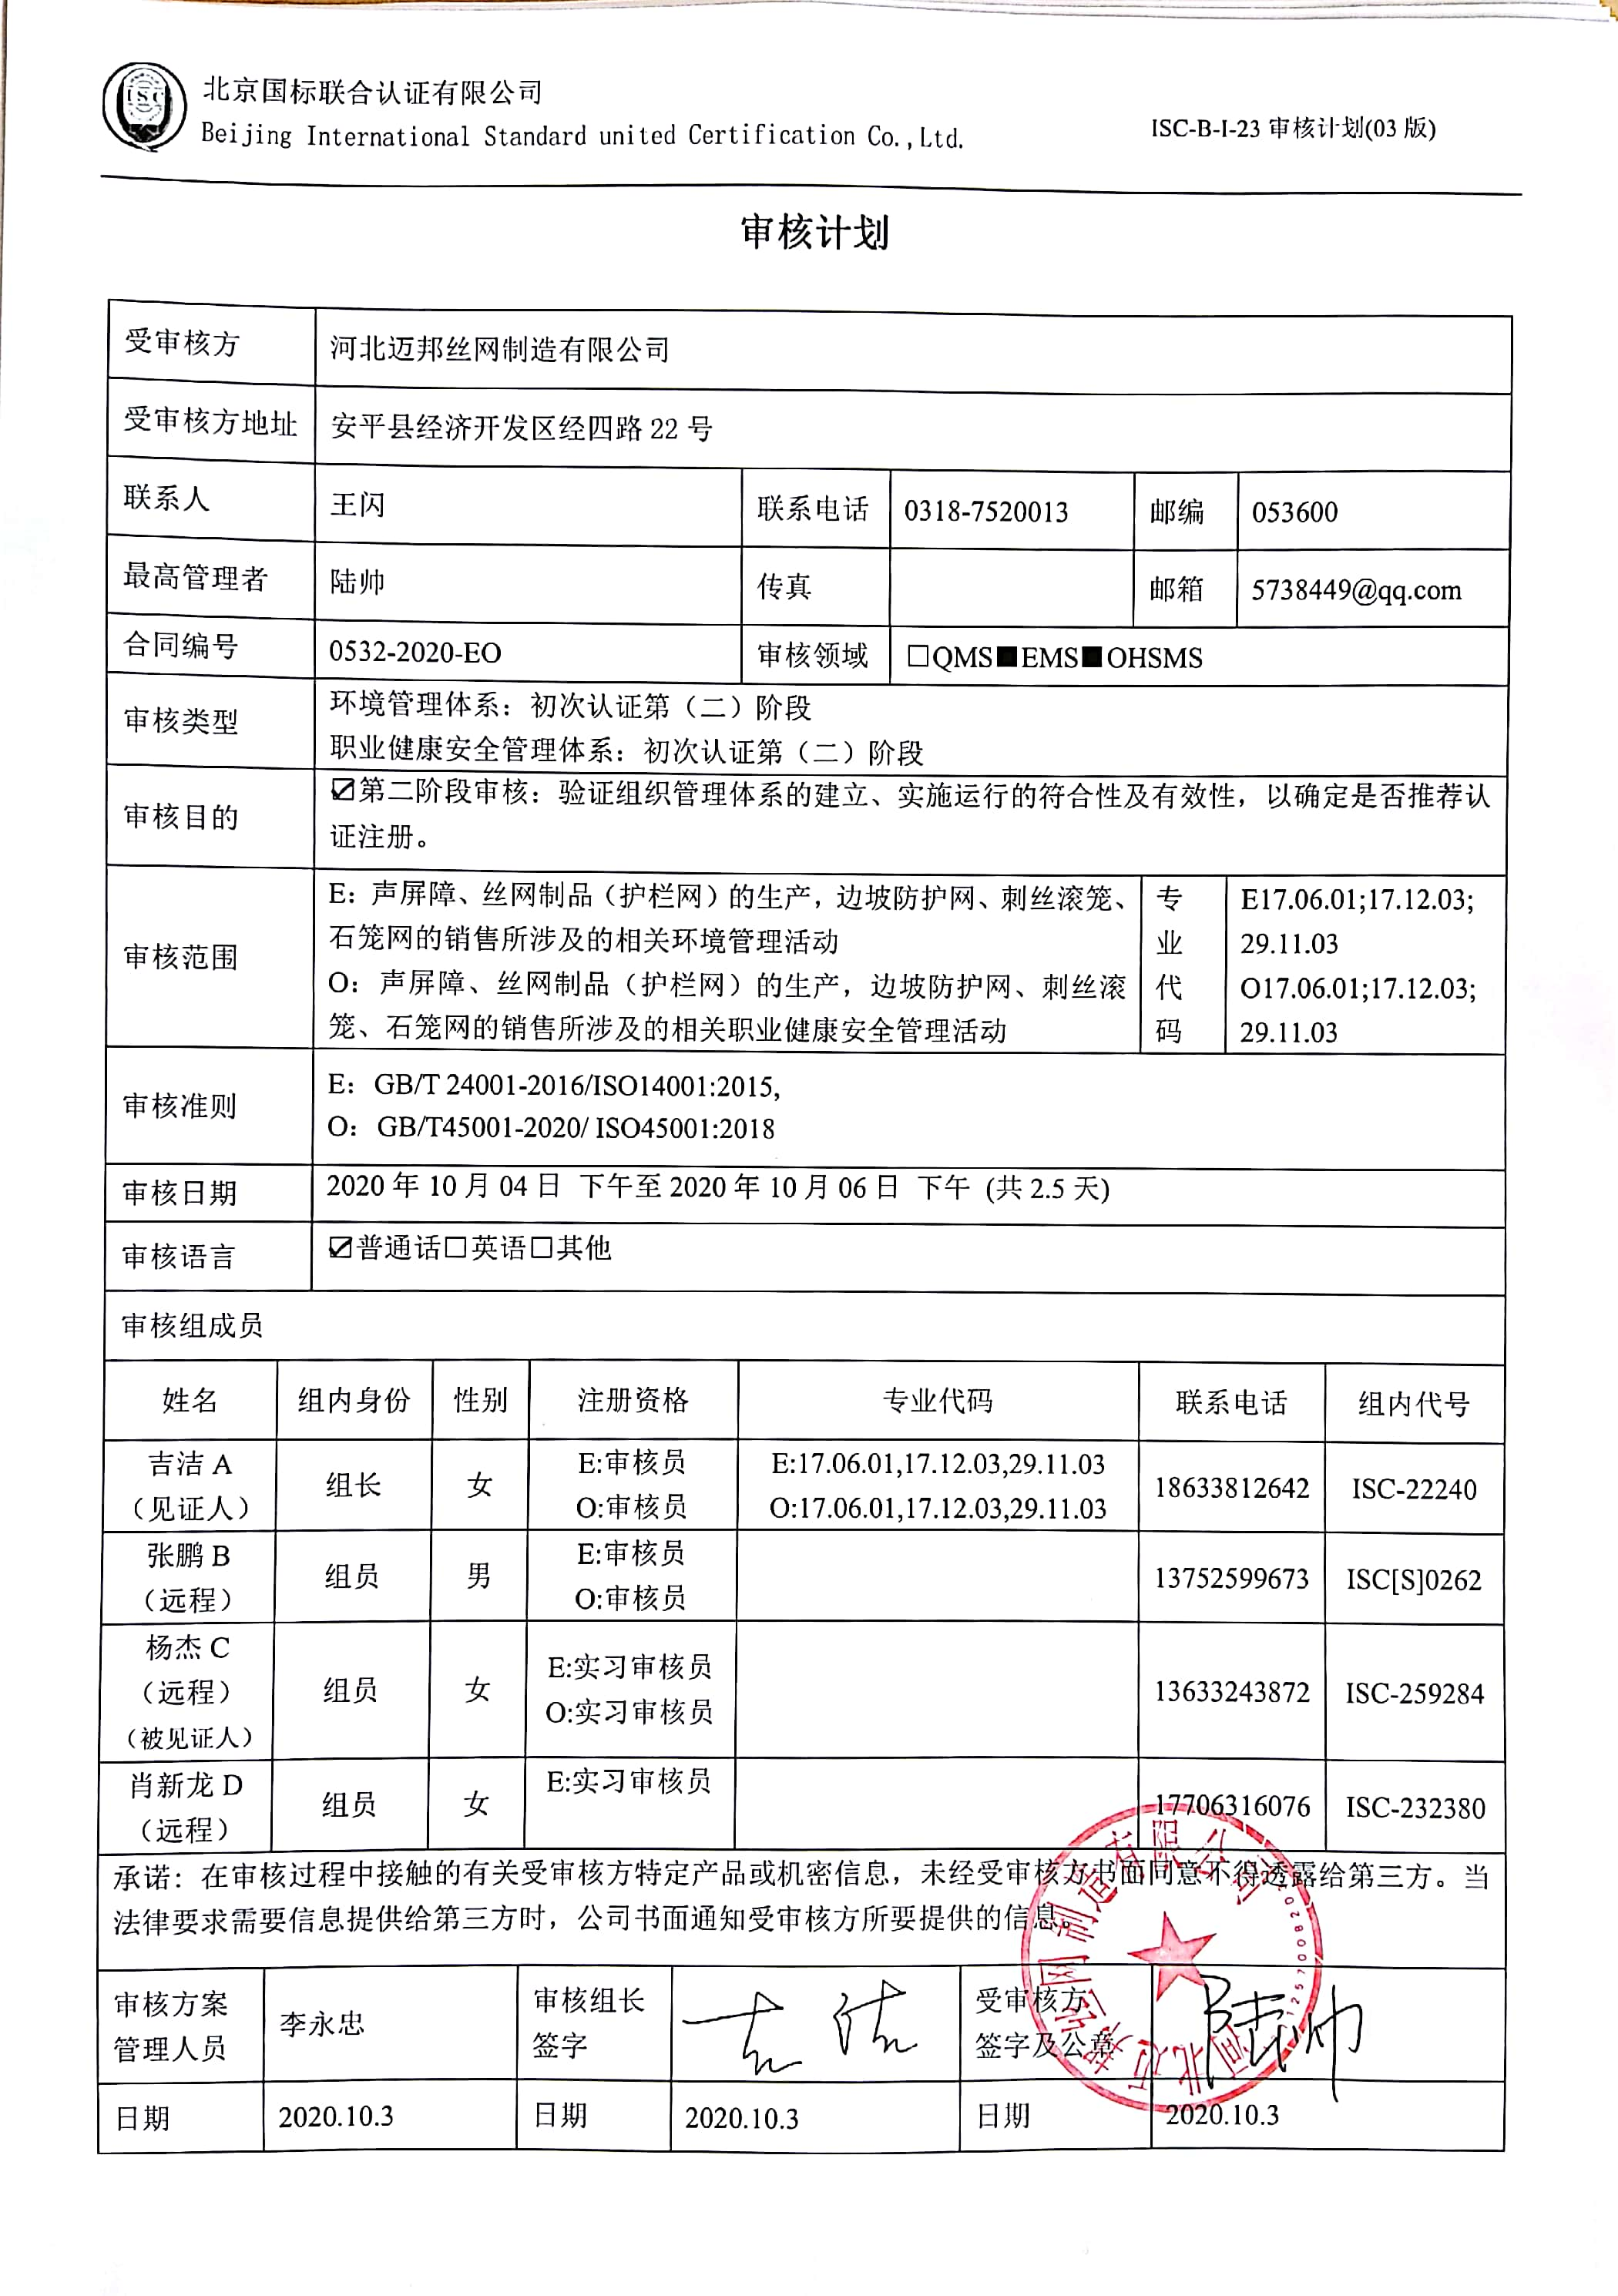 ISC
北京国标联合认证有限公司
Beijing International Standard united Certification Co.,Ltd.
ISC-B-I-23 审核计划(03 版)
审核计划
受审核方 河北迈邦丝网制造有限公司
受审核方地址 安平县经济开发区经四路 22 号
联系人 王闪 联系电话 0318-7520013 邮编 053600
最高管理者 陆帅 传真 邮箱 5738449@qq.com
合同编号 0532-2020-EO 审核领域 □QMS■EMS■OHSMS
审核类型
环境管理体系：初次认证第（二）阶段
职业健康安全管理体系：初次认证第（二）阶段
审核目的
☑第二阶段审核：验证组织管理体系的建立、实施运行的符合性及有效性，以确定是否推荐认
证注册。
审核范围
E：声屏障、丝网制品（护栏网）的生产，边坡防护网、刺丝滚笼、
石笼网的销售所涉及的相关环境管理活动
O：声屏障、丝网制品（护栏网）的生产，边坡防护网、刺丝滚
笼、石笼网的销售所涉及的相关职业健康安全管理活动
专
业
代
码
E17.06.01;17.12.03;
29.11.03
O17.06.01;17.12.03;
29.11.03
审核准则
E：GB/T 24001-2016/ISO14001:2015,
O：GB/T45001-2020/ ISO45001:2018
审核日期 2020 年 10 月 04 日 下午至 2020 年 10 月 06 日 下午 (共 2.5 天)
审核语言 ☑普通话□英语□其他
审核组成员
姓名 组内身份 性别 注册资格 专业代码 联系电话 组内代号
吉洁 A
（见证人）
组长 女
E:审核员
O:审核员
E:17.06.01,17.12.03,29.11.03
O:17.06.01,17.12.03,29.11.03
18633812642 ISC-22240
张鹏 B
（远程）
组员 男
E:审核员
O:审核员
13752599673 ISC[S]0262
杨杰 C
（远程）
（被见证人）
组员 女
E:实习审核员
O:实习审核员
13633243872 ISC-259284
肖新龙 D
（远程）
组员 女
E:实习审核员
17706316076 ISC-232380
承诺：在审核过程中接触的有关受审核方特定产品或机密信息，未经受审核方书面同意不得透露给第三方。当
法律要求需要信息提供给第三方时，公司书面通知受审核方所要提供的信息。
审核方案
管理人员
李永忠
审核组长
签字
吉洁
受审核方
签字及公章
陆帅
河北迈邦丝网制造有限公司
日期 2020.10.3 日期 2020.10.3 日期 2020.10.3